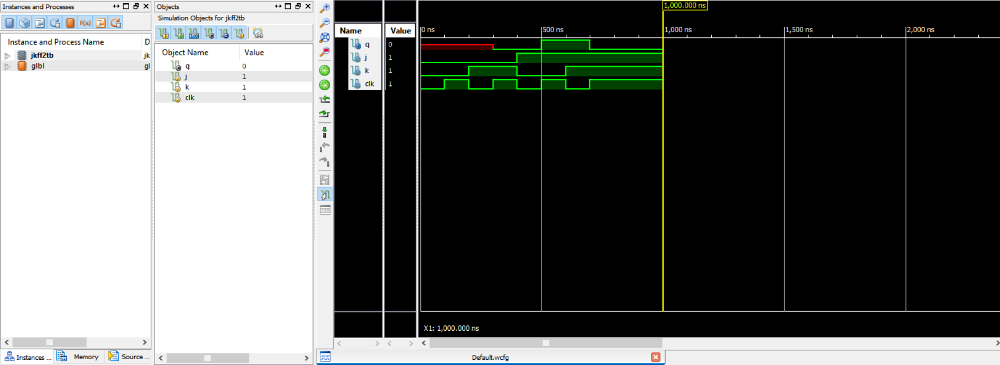 Instances and Processes
Instance and Process Name
D
jkff2tb
jk
glbl
gl
Instances ...
Memory
Source ...
Objects
Simulation Objects for jkff2tb
Object Name
Value
q
0
j
1
k
1
clk
1
Name
Value
q
0
j
1
k
1
clk
1
1,000.000 ns
0 ns
500 ns
1,000 ns
1,500 ns
2,000 ns
X1: 1,000.000 ns
Default.wcfg
F(x)